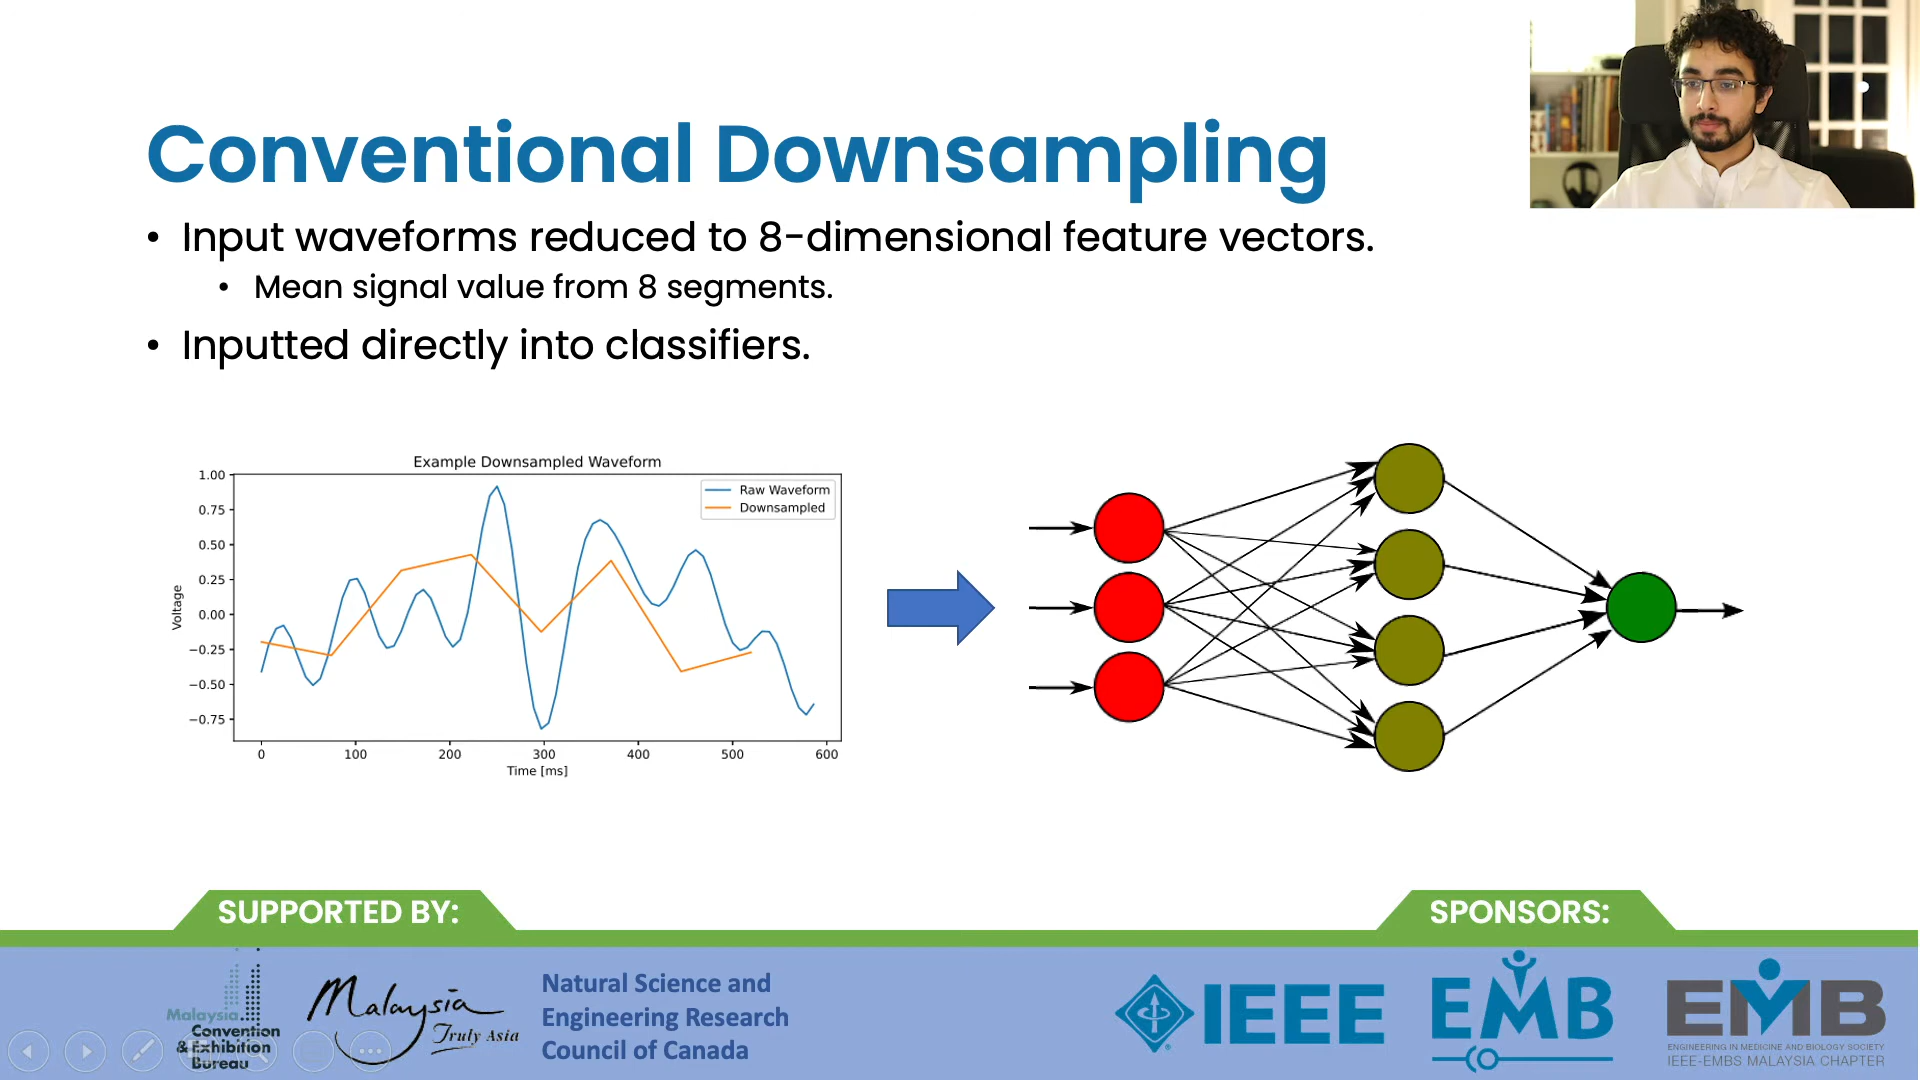 Conventional Downsampling
• Input waveforms reduced to 8-dimensional feature vectors.
• Mean signal value from 8 segments.
• Inputted directly into classifiers.
Example Downsampled Waveform
Raw Waveform
Downsampled
1.00
0.75
0.50
0.25
0.00
−0.25
−0.50
−0.75
Voltage
0 100 200 300 400 500 600
Time [ms]
SUPPORTED BY:
SPONSORS:
Malaysia
Convention
& Exhibition
Bureau
Malaysia
Truly Asia
Natural Science and
Engineering Research
Council of Canada
IEEE
EMB
EMB
ENGINEERING IN MEDICINE AND BIOLOGY SOCIETY
IEEE-EMBS MALAYSIA CHAPTER